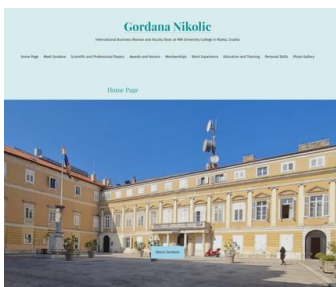 Gordana Nikolic
International Business Woman and Faculty Dean at PAR University College in Rijeka, Croatia
Home Page Meet Gordana Scientific and Professional Papers Awards and Honors Memberships Work Experience Education and Training Personal Skills Photo Gallery
Home Page
About Gordana